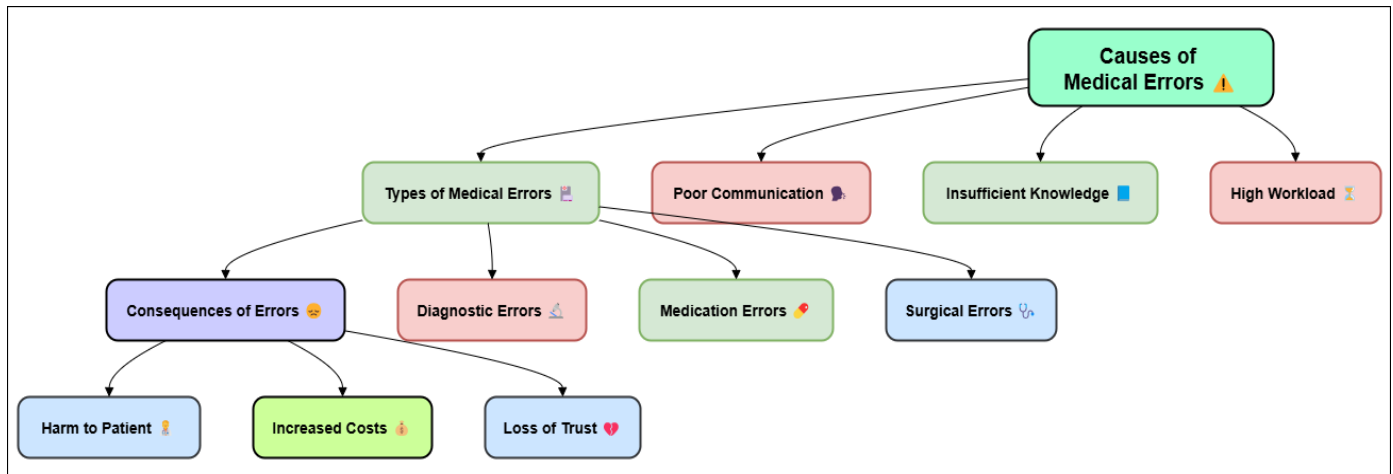 Causes of
Medical Errors ⚠️
Types of Medical Errors
Poor Communication
Insufficient Knowledge
High Workload
Consequences of Errors
Diagnostic Errors
Medication Errors
Surgical Errors
Harm to Patient
Increased Costs
Loss of Trust